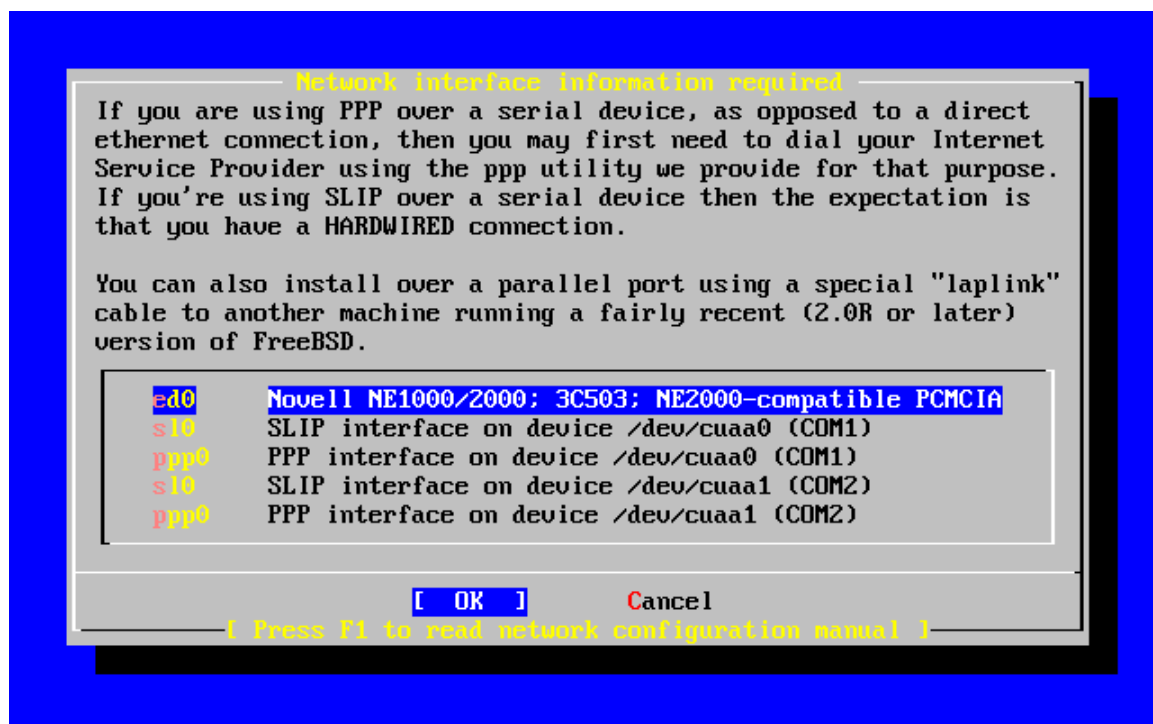 Network interface information required
If you are using PPP over a serial device, as opposed to a direct
ethernet connection, then you may first need to dial your Internet
Service Provider using the ppp utility we provide for that purpose.
If you're using SLIP over a serial device then the expectation is
that you have a HARDWIRED connection.
You can also install over a parallel port using a special "laplink"
cable to another machine running a fairly recent (2.0R or later)
version of FreeBSD.
ed0 Novell NE1000/2000; 3C503; NE2000-compatible PCMCIA
sl0 SLIP interface on device /dev/cuaa0 (COM1)
ppp0 PPP interface on device /dev/cuaa0 (COM1)
sl0 SLIP interface on device /dev/cuaa1 (COM2)
ppp0 PPP interface on device /dev/cuaa1 (COM2)
[ OK ] Cancel
[ Press F1 to read network configuration manual ]